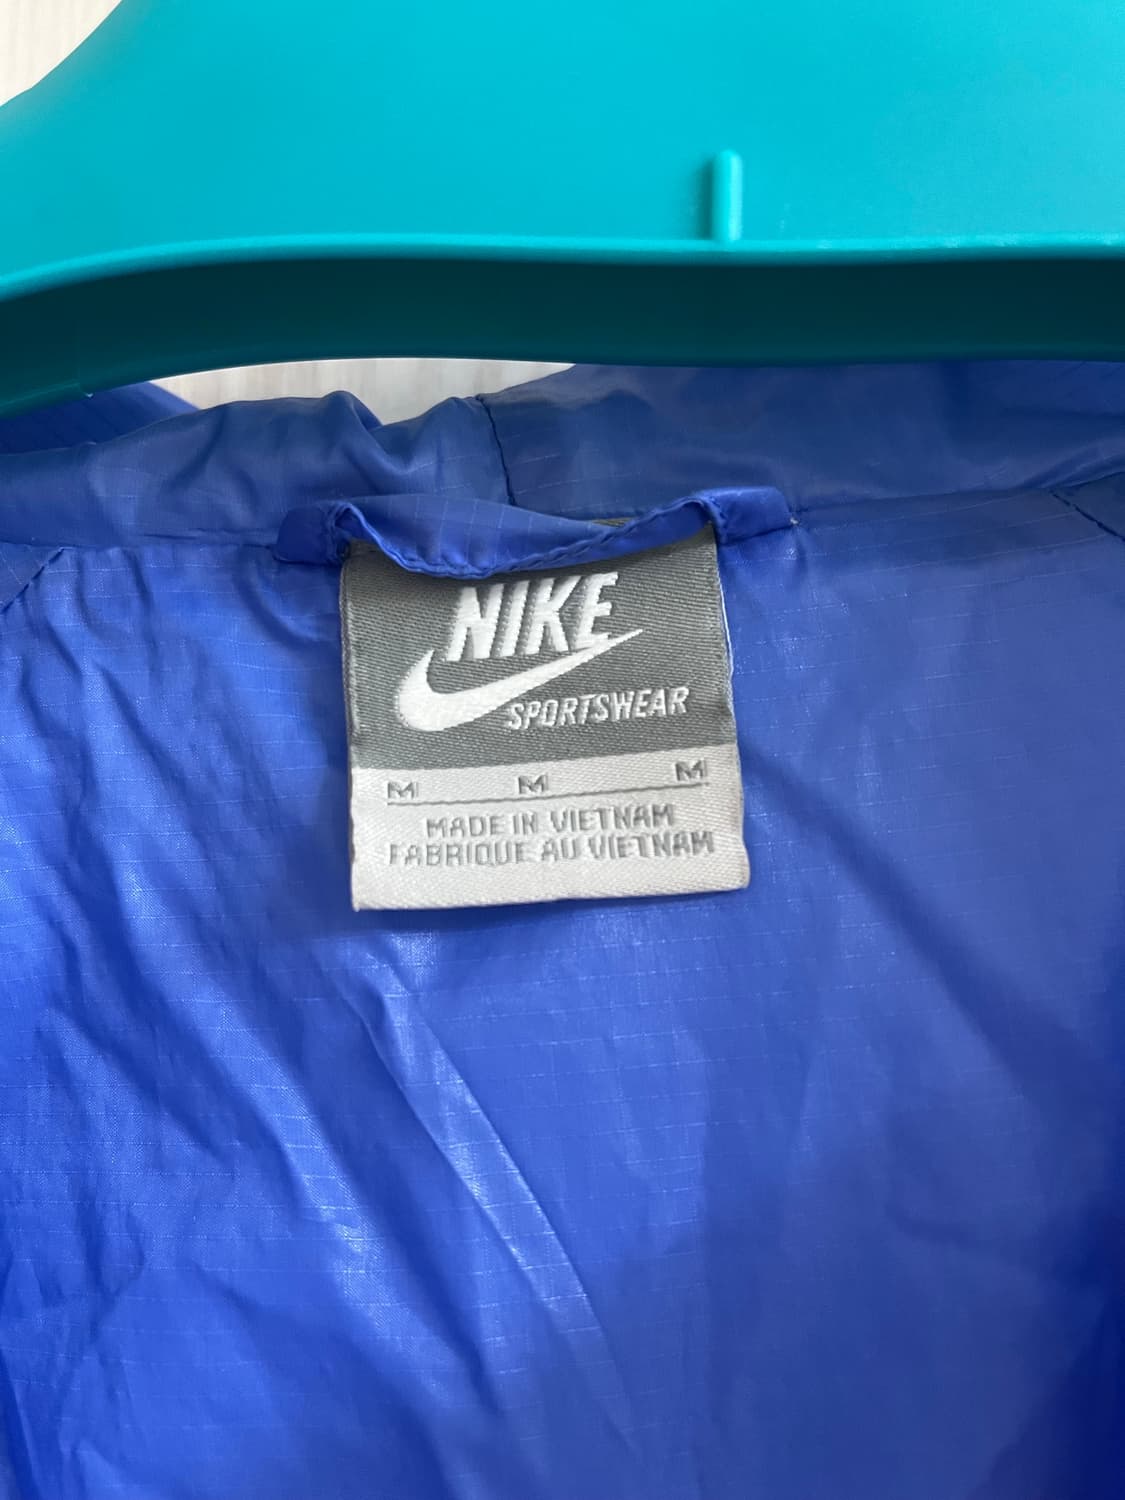 NIKE
SPORTSWEAR
M M M
MADE IN VIETNAM
FABRIQUE AU VIETNAM